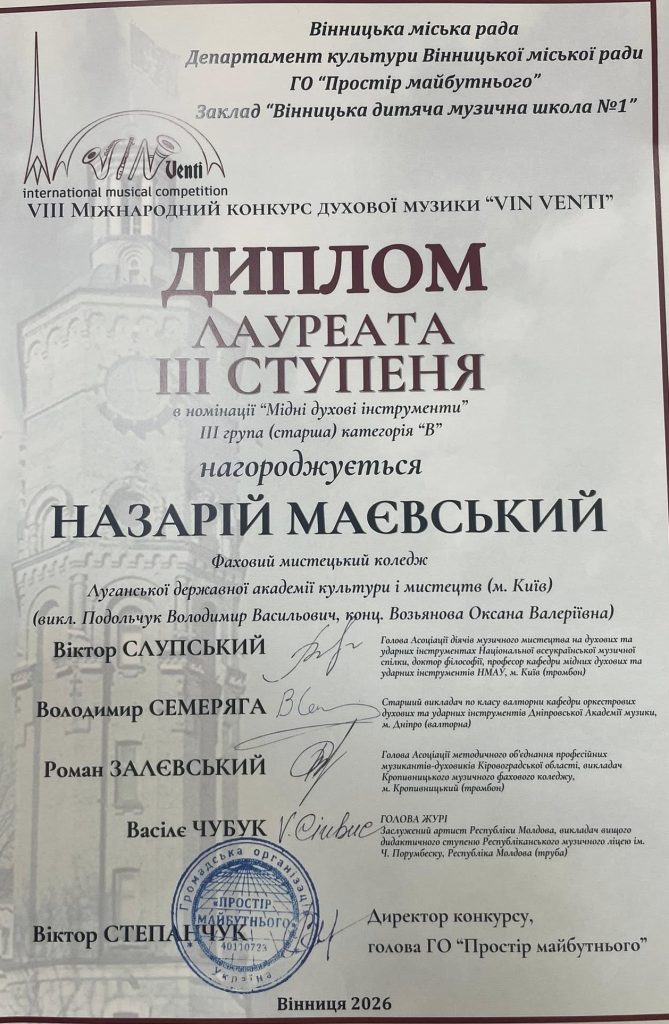 Вінницька міська рада
Департамент культури Вінницької міської ради
ГО “Простір майбутнього”
Заклад “Вінницька дитяча музична школа №1”
VIN Venti
international musical competition
VIII Міжнародний конкурс духової музики “VIN VENTI”
ДИПЛОМ
ЛАУРЕАТА
III СТУПЕНЯ
в номінації “Мідні духові інструменти”
III група (старша) категорія “В”
нагороджується
НАЗАРІЙ МАЄВСЬКИЙ
Фаховий мистецький коледж
Луганської державної академії культури і мистецтв (м. Київ)
(викл. Подольчук Володимир Васильович, конц. Возьянова Оксана Валеріївна)
Віктор СЛУПСЬКИЙ
Голова Асоціації діячів музичного мистецтва на духових та
ударних інструментах Національної всеукраїнської музичної
спілки, доктор філософії, професор кафедри мідних духових та
ударних інструментів НМАУ, м. Київ (тромбон)
Володимир СЕМЕРЯГА
Старший викладач по класу валторни кафедри оркестрових
духових та ударних інструментів Дніпровської Академії музики,
м. Дніпро (валторна)
Роман ЗАЛЄВСЬКИЙ
Голова Асоціації методичного об'єднання професійних
музикантів-духовиків Кіровоградської області, викладач
Кропивницького музичного фахового коледжу,
м. Кропивницький (тромбон)
Васілє ЧУБУК
ГОЛОВА ЖУРІ
Заслужений артист Республіки Молдова, викладач вищого
дидактичного ступеню Республіканського музичного ліцею ім.
Ч. Порумбеску, Республіка Молдова (труба)
Громадська організація
«ПРОСТІР
МАЙБУТНЬОГО»
40110723
Україна
Віктор СТЕПАНЧУК
Директор конкурсу,
голова ГО “Простір майбутнього”
Вінниця 2026